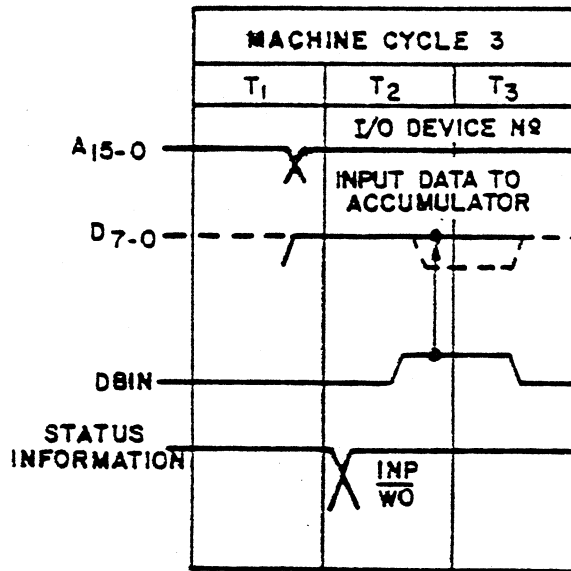 MACHINE CYCLE 3
T1 T2 T3
I/O DEVICE Nº
A15-0
INPUT DATA TO
ACCUMULATOR
D7-0
DBIN
STATUS
INFORMATION
INP
W̅O̅